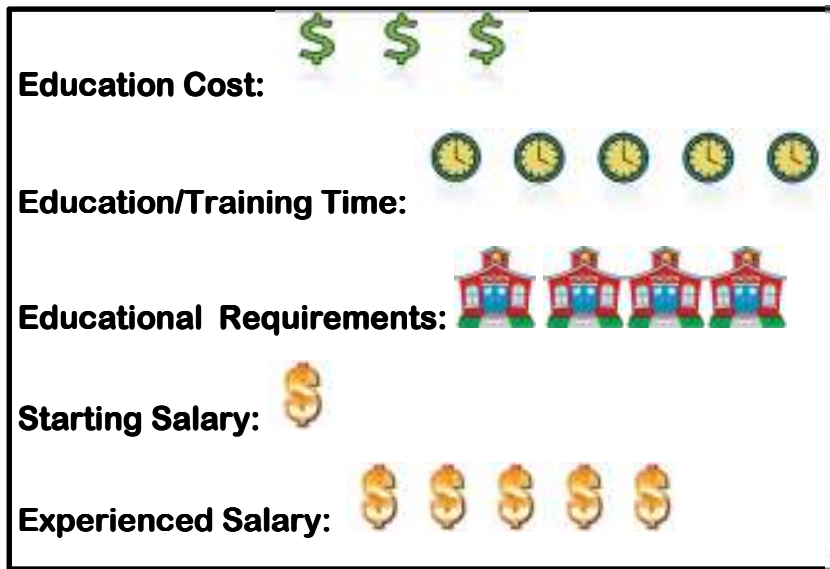 Education Cost:
Education/Training Time:
Educational Requirements:
Starting Salary:
Experienced Salary: